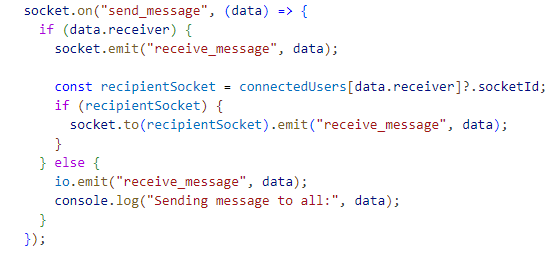 socket.on("send_message", (data) => {
  if (data.receiver) {
    socket.emit("receive_message", data);

    const recipientSocket = connectedUsers[data.receiver]?.socketId;
    if (recipientSocket) {
      socket.to(recipientSocket).emit("receive_message", data);
    }
  } else {
    io.emit("receive_message", data);
    console.log("Sending message to all:", data);
  }
});